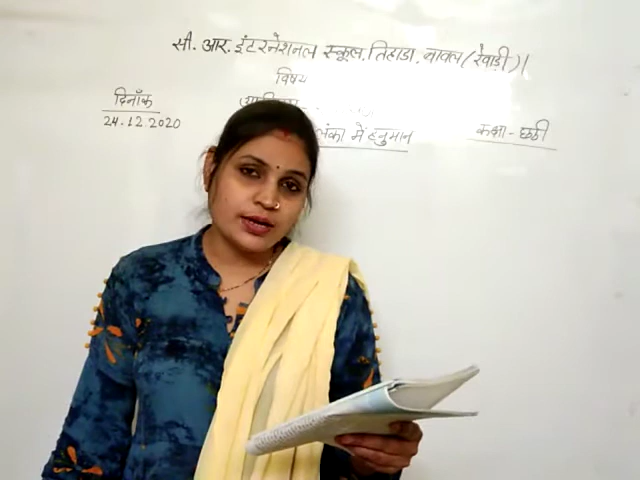 सी. आर. इंटरनेशनल स्कूल, तिहाडा, बावल (रेवाड़ी)।
विषय
दिनाँक
24.12.2020
लंका में हनुमान
कक्षा - छठी